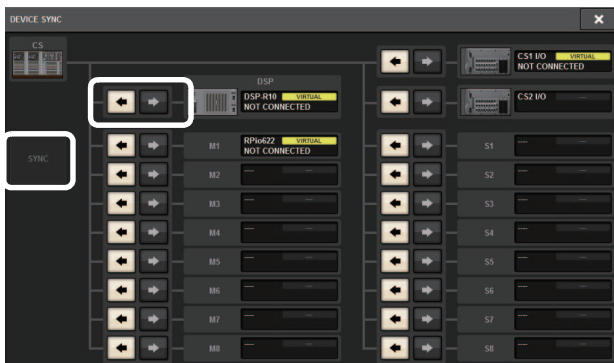 DEVICE SYNC
CS
CS1 I/O VIRTUAL
NOT CONNECTED
DSP
DSP-R10 VIRTUAL
NOT CONNECTED
CS2 I/O ---
SYNC
M1 RPio622 VIRTUAL
NOT CONNECTED
S1 ---- ---
M2 ---- ---
S2 ---- ---
M3 ---- ---
S3 ---- ---
M4 ---- ---
S4 ---- ---
M5 ---- ---
S5 ---- ---
M6 ---- ---
S6 ---- ---
M7 ---- ---
S7 ---- ---
M8 ---- ---
S8 ---- ---